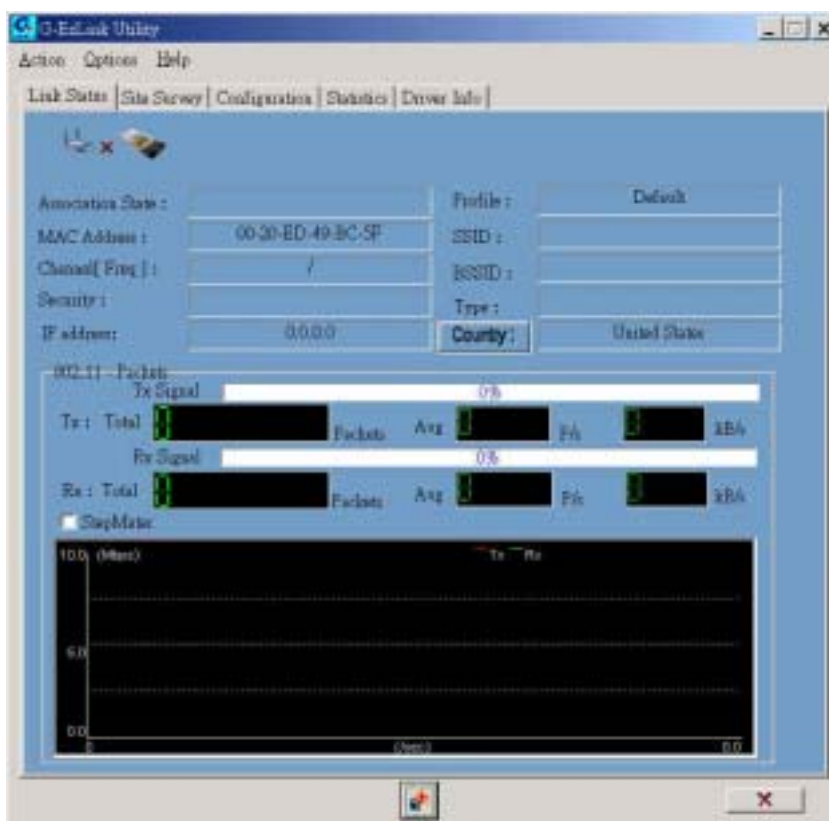 G-EzLink Utility
Action Options Help
Link Status Site Survey Configuration Statistics Driver Info
Association State : Profile : Default
MAC Address : 00-20-ED-49-BC-5F SSID :
Channel[ Freq ] : / BSSID :
Security : Type :
IP address: 0.0.0.0 Country : United States
802.11 - Packets
Tx Signal 0%
Tx : Total 0 Packets Avg 0 P/s 0 kB/s
Rx Signal 0%
Rx : Total 0 Packets Avg 0 P/s 0 kB/s
StepMater
10.0 (Mbps) Tx Rx
5.0
0.0
0 (/sec) 0.0